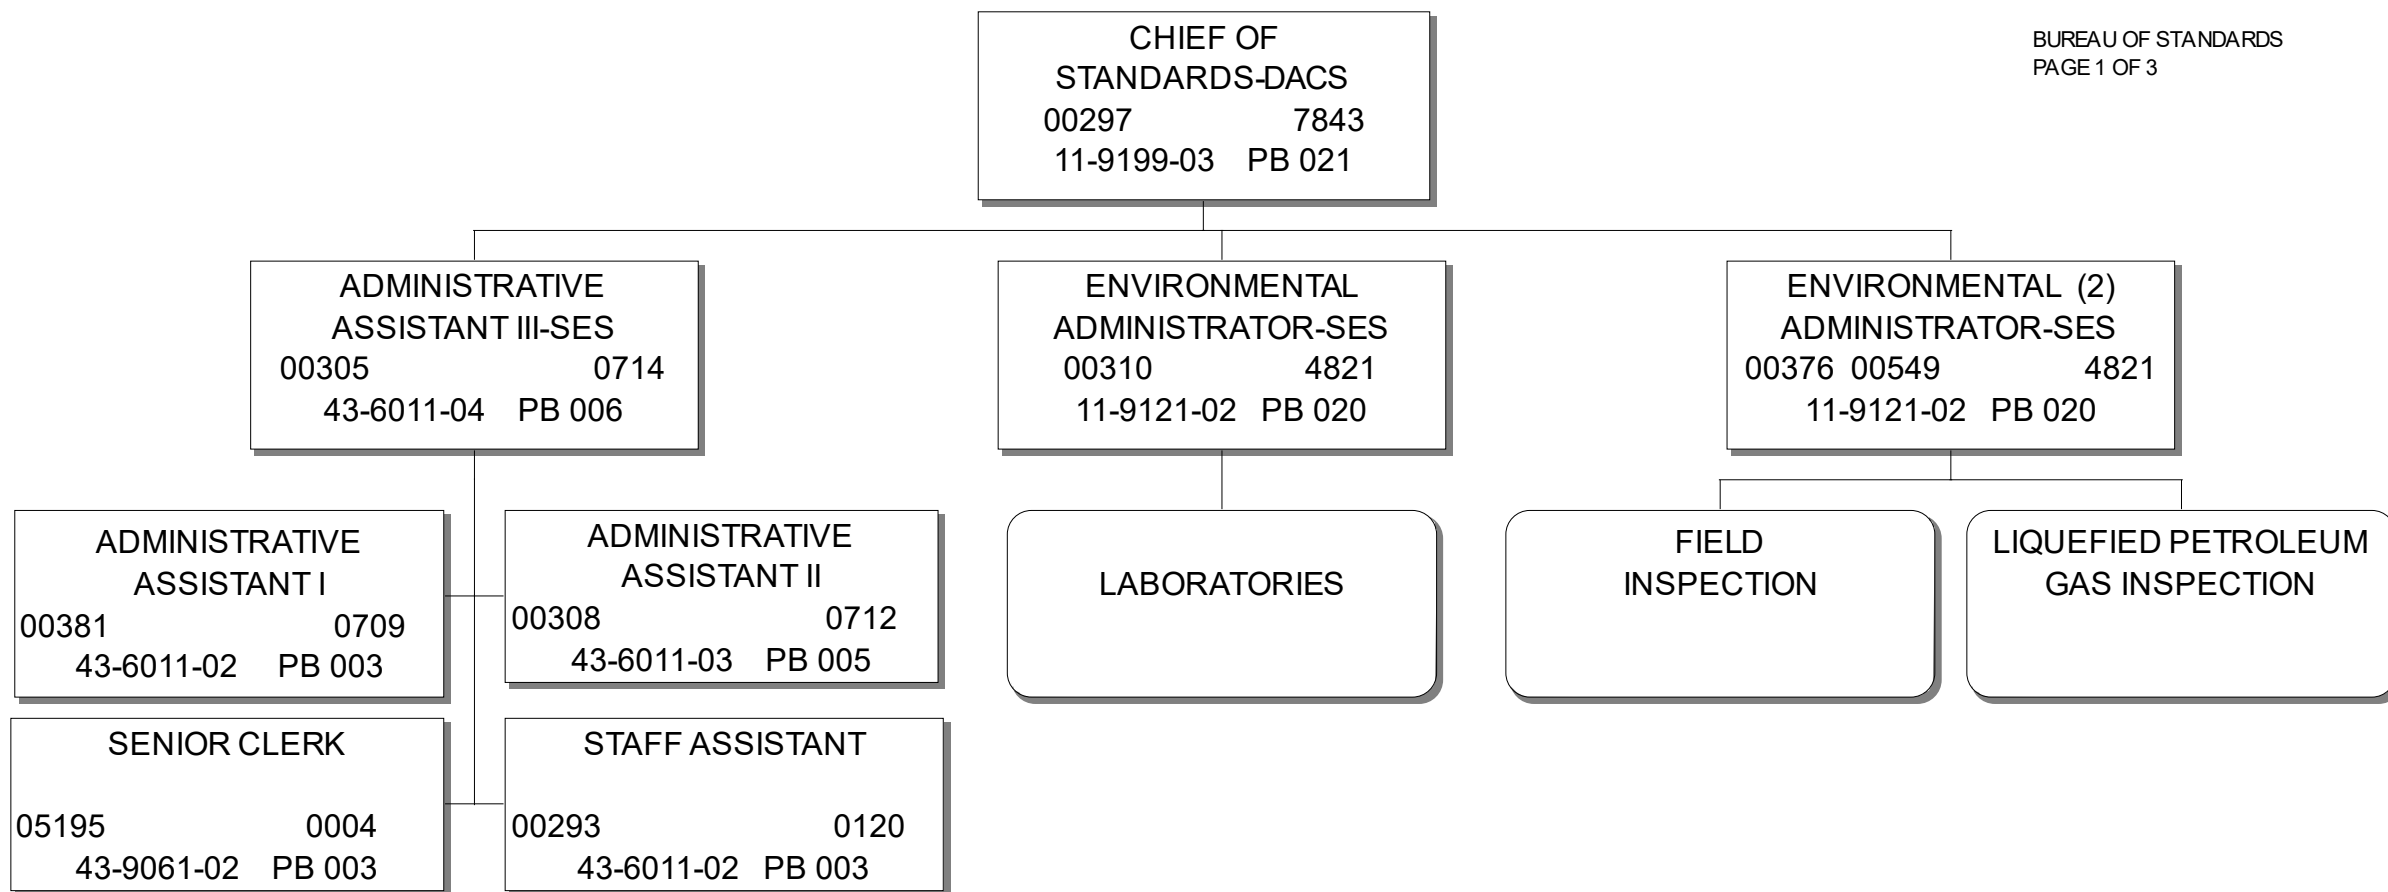 BUREAU OF STANDARDS
PAGE 1 OF 3
CHIEF OF
STANDARDS-DACS
00297 7843
11-9199-03 PB 021
ADMINISTRATIVE
ASSISTANT III-SES
00305 0714
43-6011-04 PB 006
ENVIRONMENTAL
ADMINISTRATOR-SES
00310 4821
11-9121-02 PB 020
ENVIRONMENTAL (2)
ADMINISTRATOR-SES
00376 00549 4821
11-9121-02 PB 020
ADMINISTRATIVE
ASSISTANT I
00381 0709
43-6011-02 PB 003
ADMINISTRATIVE
ASSISTANT II
00308 0712
43-6011-03 PB 005
LABORATORIES
FIELD
INSPECTION
LIQUEFIED PETROLEUM
GAS INSPECTION
SENIOR CLERK
05195 0004
43-9061-02 PB 003
STAFF ASSISTANT
00293 0120
43-6011-02 PB 003